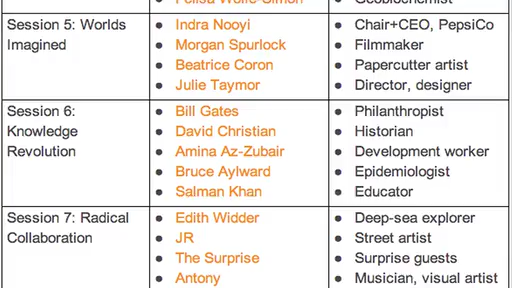 Felisa Wolfe-Simon Geobiochemist
Session 5: Worlds Imagined
● Indra Nooyi ● Chair+CEO, PepsiCo
● Morgan Spurlock ● Filmmaker
● Beatrice Coron ● Papercutter artist
● Julie Taymor ● Director, designer
Session 6: Knowledge Revolution
● Bill Gates ● Philanthropist
● David Christian ● Historian
● Amina Az-Zubair ● Development worker
● Bruce Aylward ● Epidemiologist
● Salman Khan ● Educator
Session 7: Radical Collaboration
● Edith Widder ● Deep-sea explorer
● JR ● Street artist
● The Surprise ● Surprise guests
● Antony ● Musician, visual artist